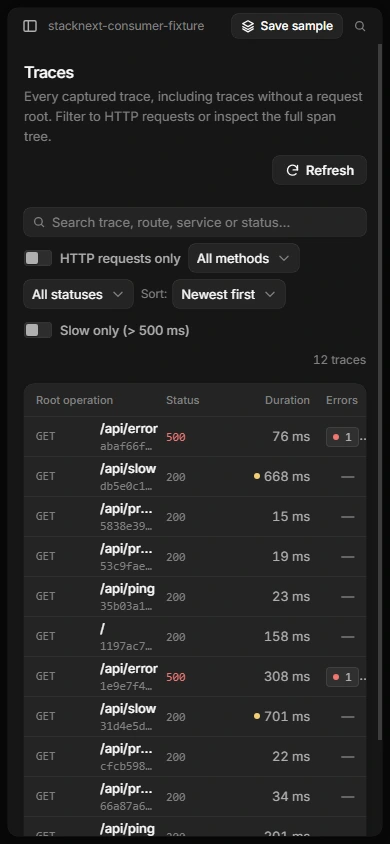 stacknext-consumer-fixture
Save sample
Traces
Every captured trace, including traces without a request
root. Filter to HTTP requests or inspect the full span
tree.
Refresh
Search trace, route, service or status...
HTTP requests only
All methods
All statuses
Sort:
Newest first
Slow only (> 500 ms)
12 traces
Root operation Status Duration Errors
GET /api/error 500 76 ms 1 ..
abaf66f…
GET /api/slow 200 668 ms —
db5e0c1…
GET /api/pr… 200 15 ms —
5838e39…
GET /api/pr… 200 19 ms —
53c9fae…
GET /api/ping 200 23 ms —
35b03a1…
GET / 200 158 ms —
1197ac7…
GET /api/error 500 308 ms 1 ..
1e9e7f4…
GET /api/slow 200 701 ms —
31d4e5d…
GET /api/pr… 200 22 ms —
cfcb598…
GET /api/pr… 200 34 ms —
66a87a6…
GET /api/ping 200 201 ms